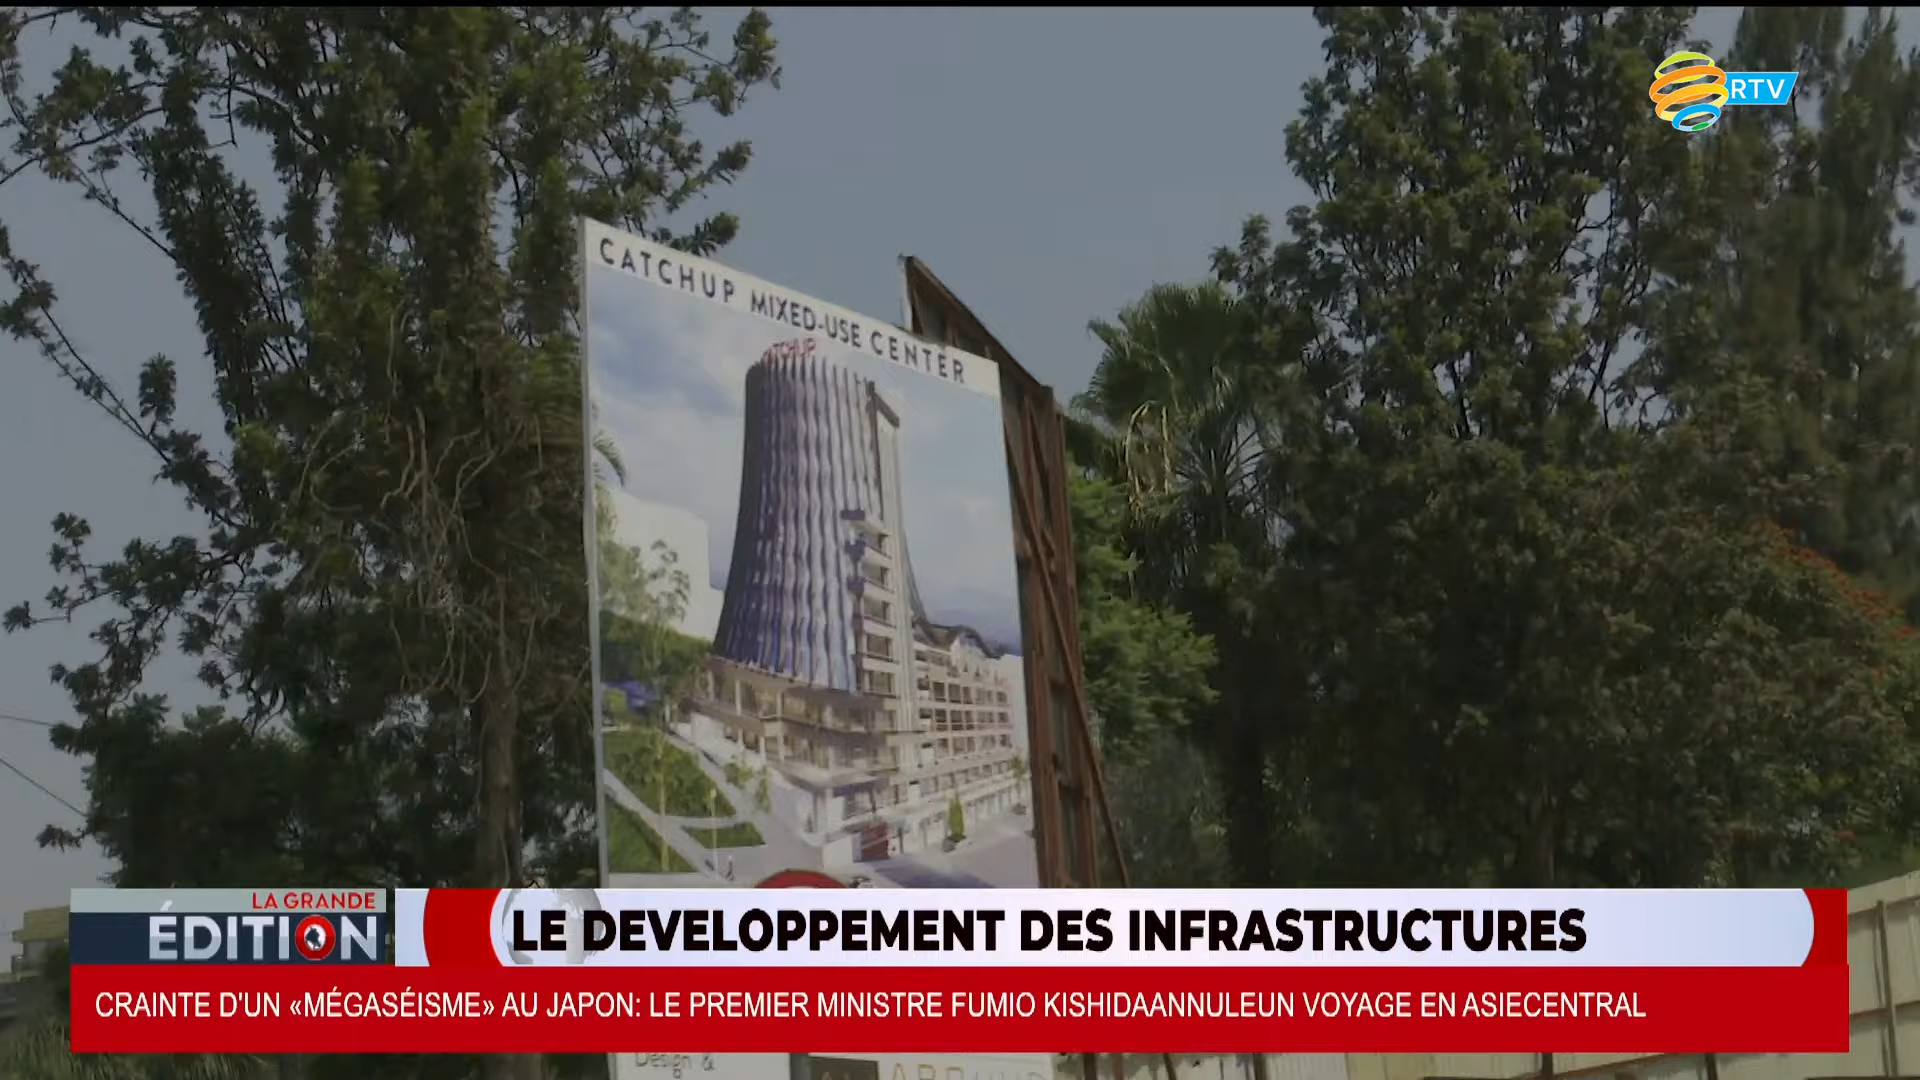 RTV
CATCHUP MIXED-USE CENTER
CATCHUP
LA GRANDE
ÉDITION
LE DEVELOPPEMENT DES INFRASTRUCTURES
CRAINTE D'UN «MÉGASÉISME» AU JAPON: LE PREMIER MINISTRE FUMIO KISHIDAANNULEUN VOYAGE EN ASIECENTRAL
Design &